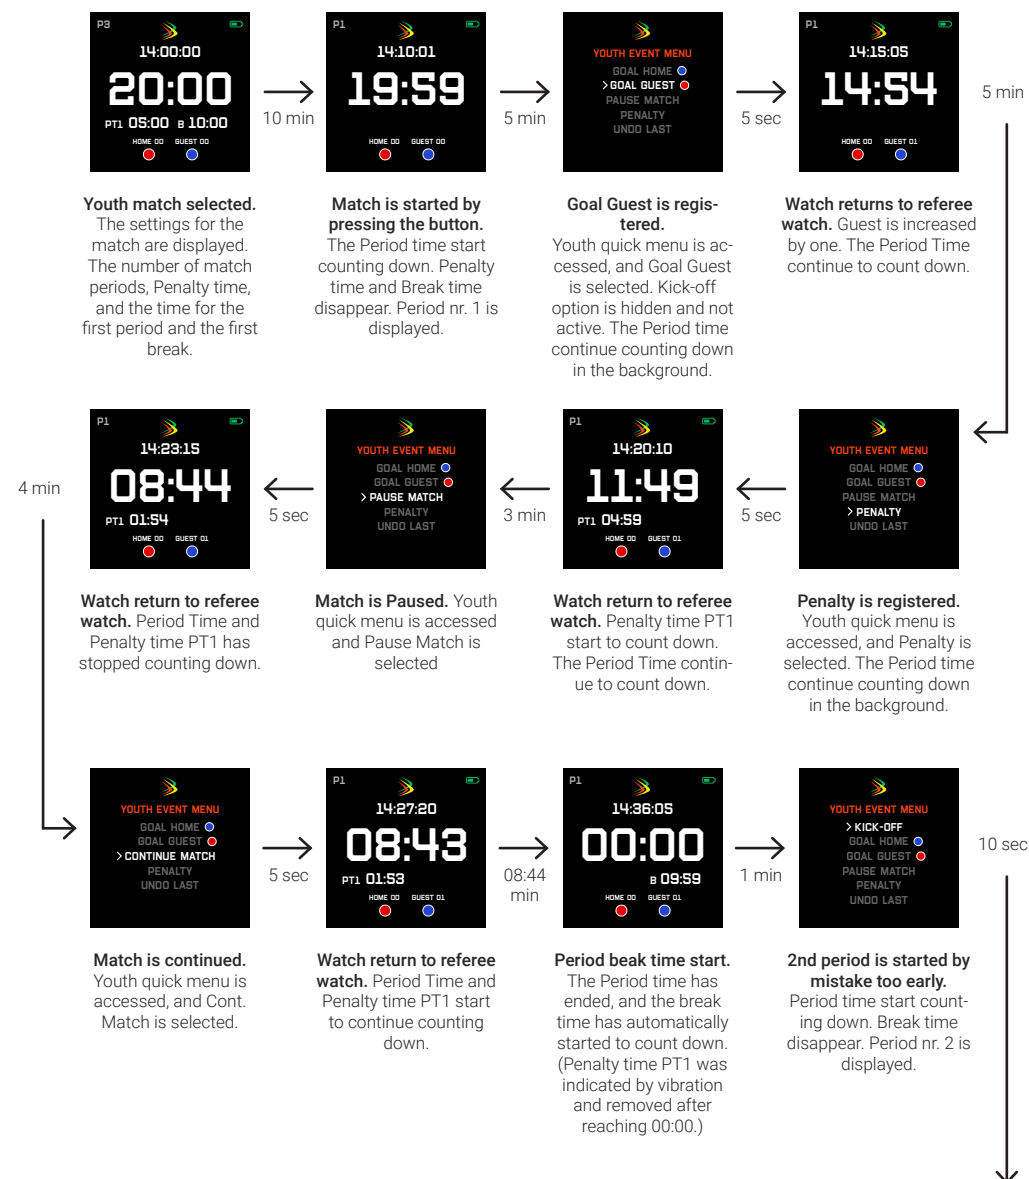 P3
14:00:00
20:00
PT1 05:00 B 10:00
HOME 00 GUEST 00
10 min
P1
14:10:01
19:59
HOME 00 GUEST 00
5 min
YOUTH EVENT MENU
GOAL HOME
> GOAL GUEST
PAUSE MATCH
PENALTY
UNDO LAST
5 sec
P1
14:15:05
14:54
HOME 00 GUEST 01
5 min
Youth match selected.
The settings for the
match are displayed.
The number of match
periods, Penalty time,
and the time for the
first period and the first
break.
Match is started by
pressing the button.
The Period time start
counting down. Penalty
time and Break time
disappear. Period nr. 1 is
displayed.
Goal Guest is regis-
tered.
Youth quick menu is ac-
cessed, and Goal Guest
is selected. Kick-off
option is hidden and not
active. The Period time
continue counting down
in the background.
Watch returns to referee
watch. Guest is increased
by one. The Period Time
continue to count down.
YOUTH EVENT MENU
GOAL HOME
GOAL GUEST
PAUSE MATCH
> PENALTY
UNDO LAST
5 sec
P1
14:20:10
11:49
PT1 04:59
HOME 00 GUEST 01
3 min
YOUTH EVENT MENU
GOAL HOME
GOAL GUEST
> PAUSE MATCH
PENALTY
UNDO LAST
5 sec
P1
14:23:15
08:44
PT1 01:54
HOME 00 GUEST 01
4 min
Penalty is registered.
Youth quick menu is
accessed, and Penalty is
selected. The Period time
continue counting down
in the background.
Watch return to referee
watch. Penalty time PT1
start to count down.
The Period Time contin-
ue to count down.
Match is Paused. Youth
quick menu is accessed
and Pause Match is
selected
Watch return to referee
watch. Period Time and
Penalty time PT1 has
stopped counting down.
YOUTH EVENT MENU
GOAL HOME
GOAL GUEST
> CONTINUE MATCH
PENALTY
UNDO LAST
5 sec
P1
14:27:20
08:43
PT1 01:53
HOME 00 GUEST 01
08:44
min
P1
14:36:05
00:00
B 09:59
HOME 00 GUEST 01
1 min
YOUTH EVENT MENU
> KICK-OFF
GOAL HOME
GOAL GUEST
PAUSE MATCH
PENALTY
UNDO LAST
10 sec
Match is continued.
Youth quick menu is
accessed, and Cont.
Match is selected.
Watch return to referee
watch. Period Time and
Penalty time PT1 start
to continue counting
down.
Period beak time start.
The Period time has
ended, and the break
time has automatically
started to count down.
(Penalty time PT1 was
indicated by vibration
and removed after
reaching 00:00.)
2nd period is started by
mistake too early.
Period time start count-
ing down. Break time
disappear. Period nr. 2 is
displayed.